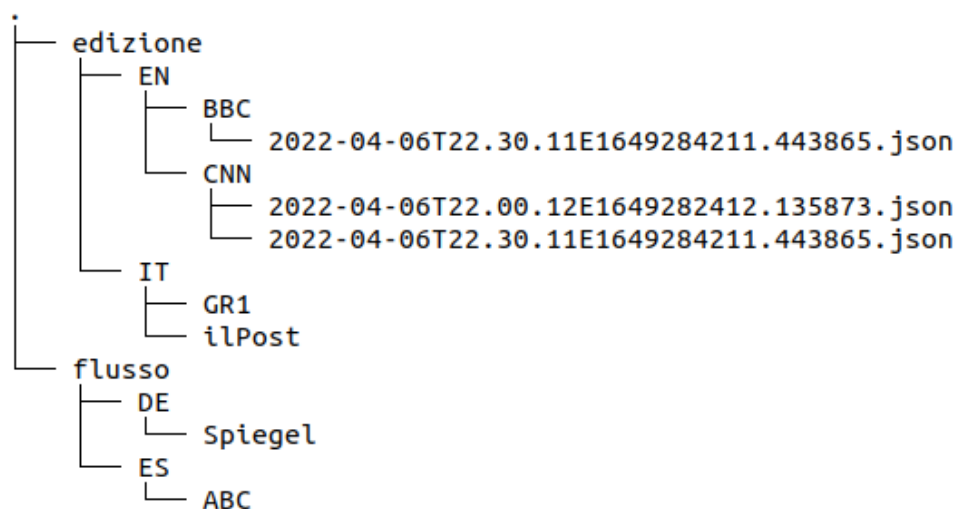 .
├── edizione
│   ├── EN
│   │   ├── BBC
│   │   │   └── 2022-04-06T22.30.11E1649284211.443865.json
│   │   └── CNN
│   │       ├── 2022-04-06T22.00.12E1649282412.135873.json
│   │       └── 2022-04-06T22.30.11E1649284211.443865.json
│   └── IT
│       ├── GR1
│       └── ilPost
└── flusso
    ├── DE
    │   └── Spiegel
    └── ES
        └── ABC